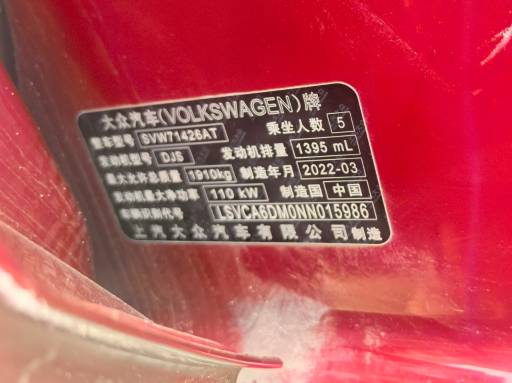 大众汽车(VOLKSWAGEN)牌
整车型号 SVW71426AT 乘坐人数 5
发动机型号 DJS 发动机排量 1395 mL
最大允许总质量 1910kg 制造年月 2022-03
发动机最大净功率 110 kW 制造国 中国
车辆识别代号 LSVCA6DM0NN015986
上汽大众汽车有限公司制造